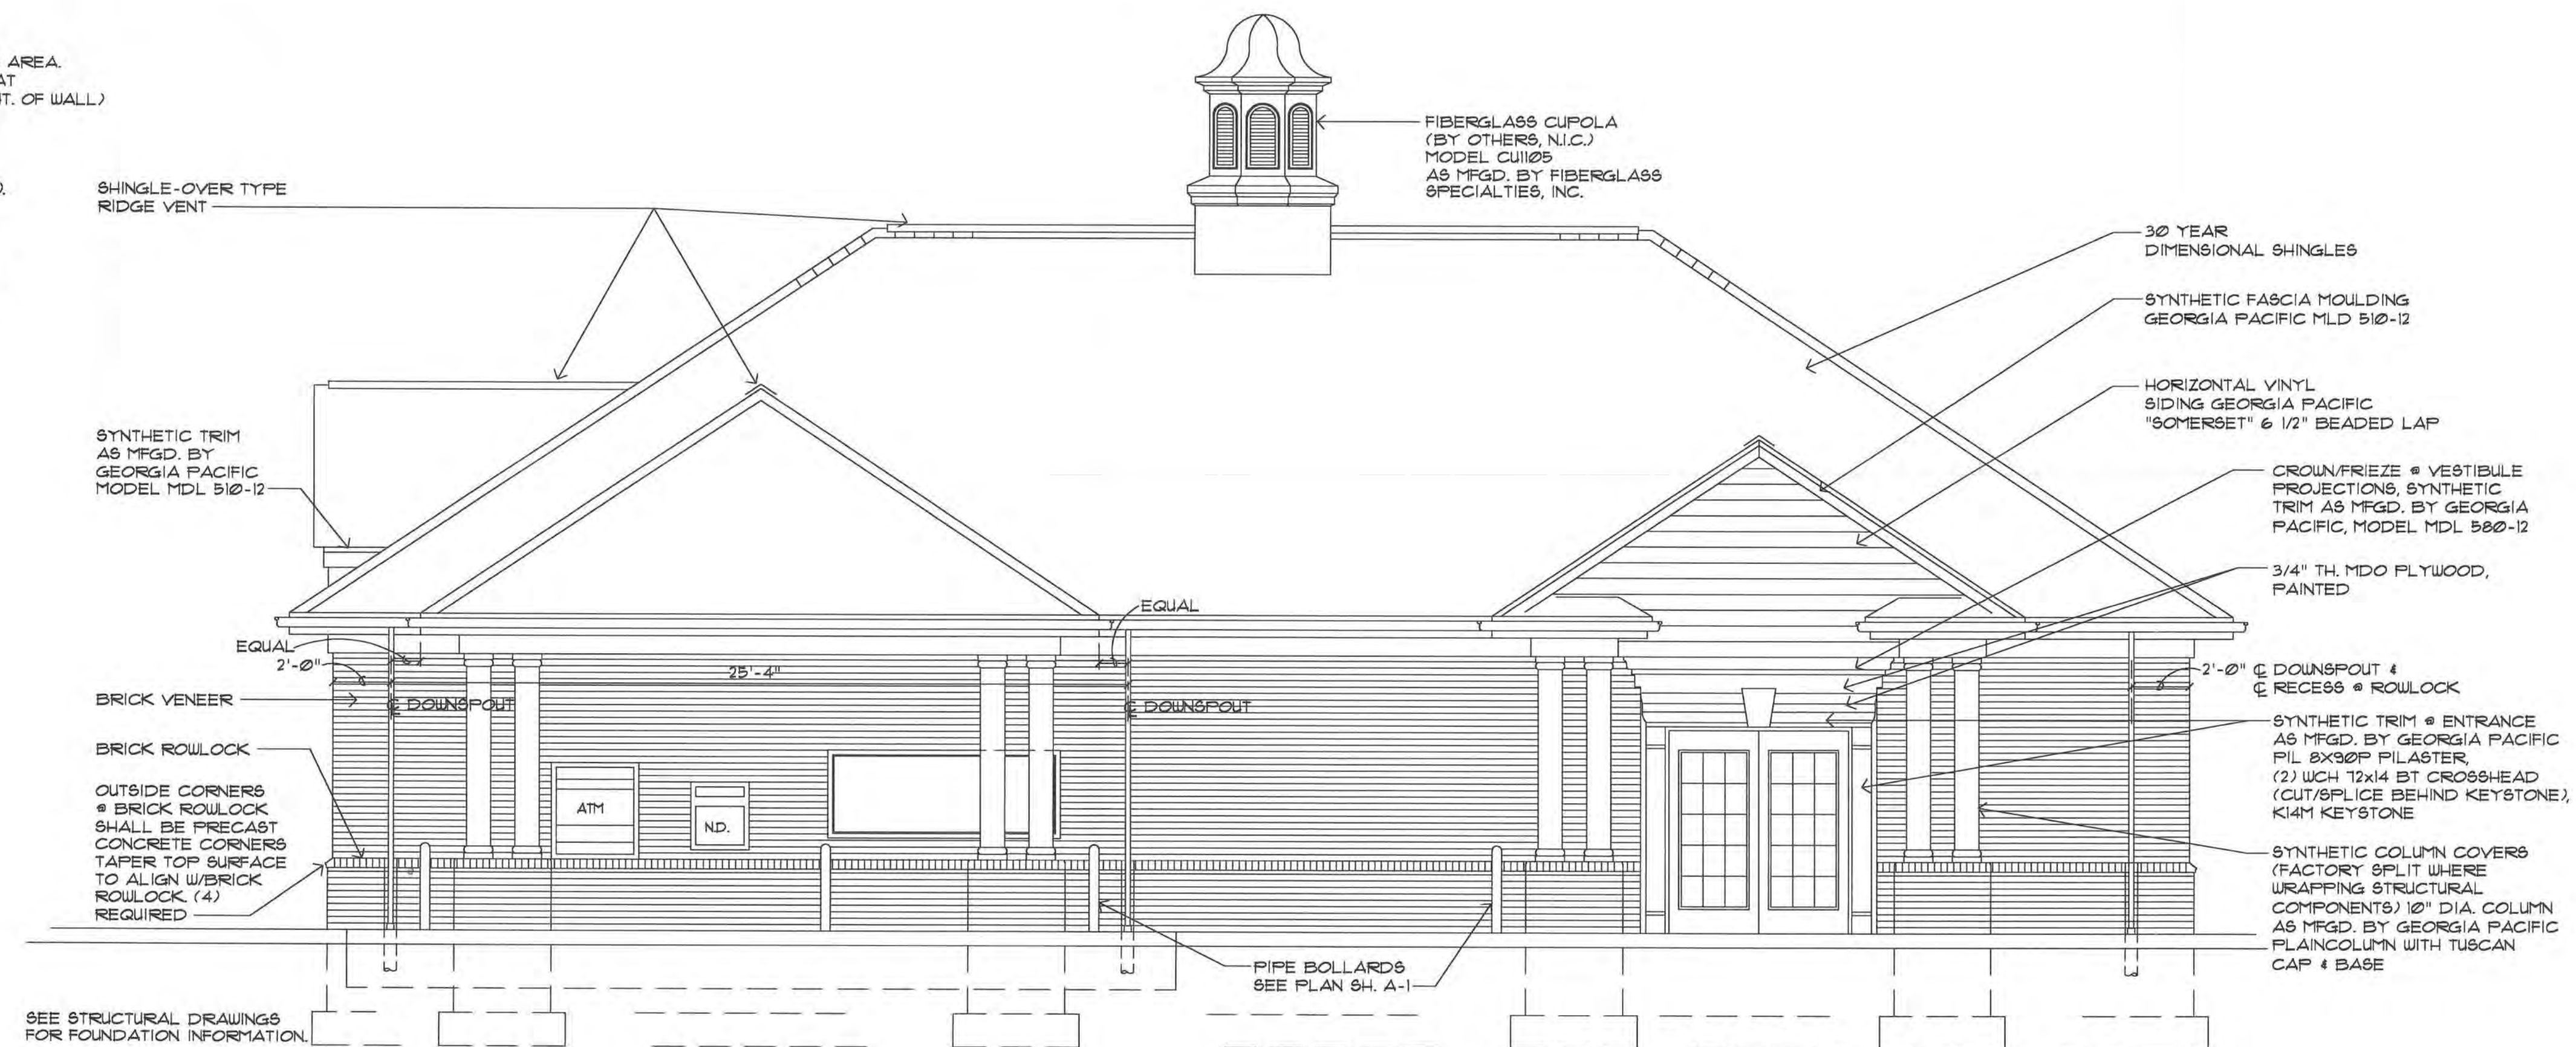 AREA.
AT
T. OF WALL)
SHINGLE-OVER TYPE
RIDGE VENT
SYNTHETIC TRIM
AS MFGD. BY
GEORGIA PACIFIC
MODEL MDL 510-12
EQUAL
2'-0"
BRICK VENEER
BRICK ROWLOCK
OUTSIDE CORNERS
@ BRICK ROWLOCK
SHALL BE PRECAST
CONCRETE CORNERS
TAPER TOP SURFACE
TO ALIGN W/BRICK
ROWLOCK. (4)
REQUIRED
SEE STRUCTURAL DRAWINGS
FOR FOUNDATION INFORMATION.
25'-4"
℄ DOWNSPOUT
ATM
N.D.
EQUAL
℄ DOWNSPOUT
PIPE BOLLARDS
SEE PLAN SH. A-1
FIBERGLASS CUPOLA
(BY OTHERS, N.I.C.)
MODEL CU1105
AS MFGD. BY FIBERGLASS
SPECIALTIES, INC.
30 YEAR
DIMENSIONAL SHINGLES
SYNTHETIC FASCIA MOULDING
GEORGIA PACIFIC MLD 510-12
HORIZONTAL VINYL
SIDING GEORGIA PACIFIC
"SOMERSET" 6 1/2" BEADED LAP
CROWN/FRIEZE @ VESTIBULE
PROJECTIONS, SYNTHETIC
TRIM AS MFGD. BY GEORGIA
PACIFIC, MODEL MDL 580-12
3/4" TH. MDO PLYWOOD,
PAINTED
2'-0" ℄ DOWNSPOUT &
℄ RECESS @ ROWLOCK
SYNTHETIC TRIM @ ENTRANCE
AS MFGD. BY GEORGIA PACIFIC
PIL 8X90P PILASTER,
(2) WCH 72x14 BT CROSSHEAD
(CUT/SPLICE BEHIND KEYSTONE),
K14M KEYSTONE
SYNTHETIC COLUMN COVERS
(FACTORY SPLIT WHERE
WRAPPING STRUCTURAL
COMPONENTS) 10" DIA. COLUMN
AS MFGD. BY GEORGIA PACIFIC
PLAINCOLUMN WITH TUSCAN
CAP & BASE